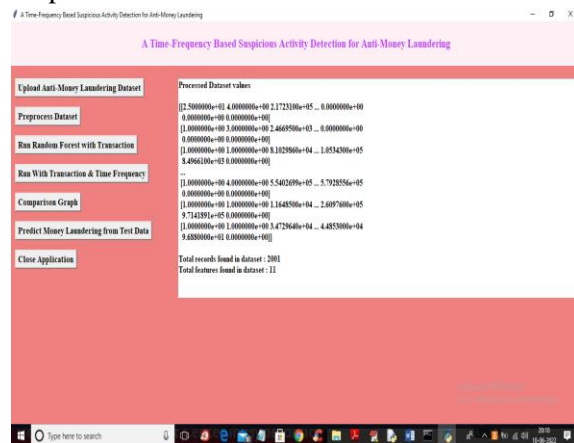 A Time-Frequency Based Suspicious Activity Detection for Anti-Money Laundering
A Time-Frequency Based Suspicious Activity Detection for Anti-Money Laundering
Upload Anti-Money Laundering Dataset
Preprocess Dataset
Run Random Forest with Transaction
Run With Transaction & Time Frequency
Comparison Graph
Predict Money Laundering from Test Data
Close Application
Processed Dataset values
[[2.5000000e+01 4.0000000e+00 2.1723100e+05 ... 0.0000000e+00
0.0000000e+00 0.0000000e+00]
[1.0000000e+00 3.0000000e+00 2.4669500e+03 ... 0.0000000e+00
0.0000000e+00 0.0000000e+00]
[1.0000000e+00 1.0000000e+00 8.1029860e+04 ... 1.0534300e+05
8.4966100e+03 0.0000000e+00]
...
[1.0000000e+00 4.0000000e+00 5.5402699e+05 ... 5.7928556e+05
0.0000000e+00 0.0000000e+00]
[1.0000000e+00 1.0000000e+00 1.1648500e+04 ... 2.6097600e+05
9.7141891e+05 0.0000000e+00]
[1.0000000e+00 1.0000000e+00 3.4729640e+04 ... 4.4853000e+04
9.6880000e+01 0.0000000e+00]]
Total records found in dataset : 2001
Total features found in dataset : 11
Type here to search
20:10
10-06-2022